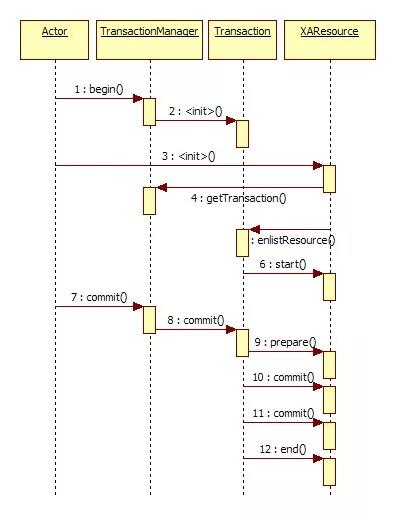 Actor TransactionManager Transaction XAResource
1 : begin()
2 : <init>()
3 : <init>()
4 : getTransaction()
: enlistResource()
6 : start()
7 : commit()
8 : commit()
9 : prepare()
10 : commit()
11 : commit()
12 : end()